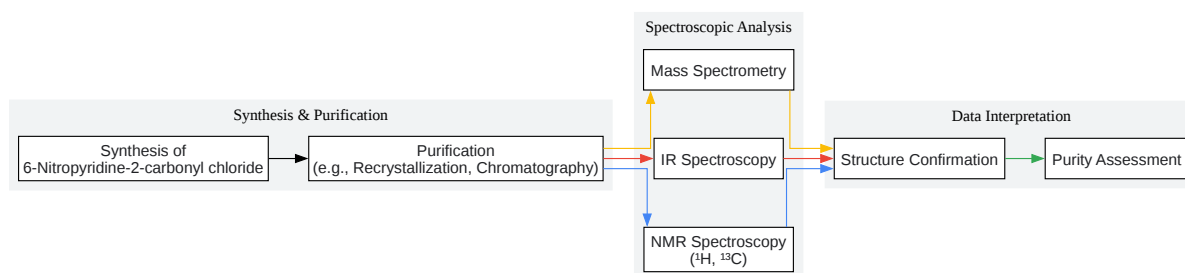 Spectroscopic Analysis
Mass Spectrometry
Synthesis & Purification
Data Interpretation
Synthesis of
6-Nitropyridine-2-carbonyl chloride
Purification
(e.g., Recrystallization, Chromatography)
IR Spectroscopy
Structure Confirmation
Purity Assessment
NMR Spectroscopy
(¹H, ¹³C)